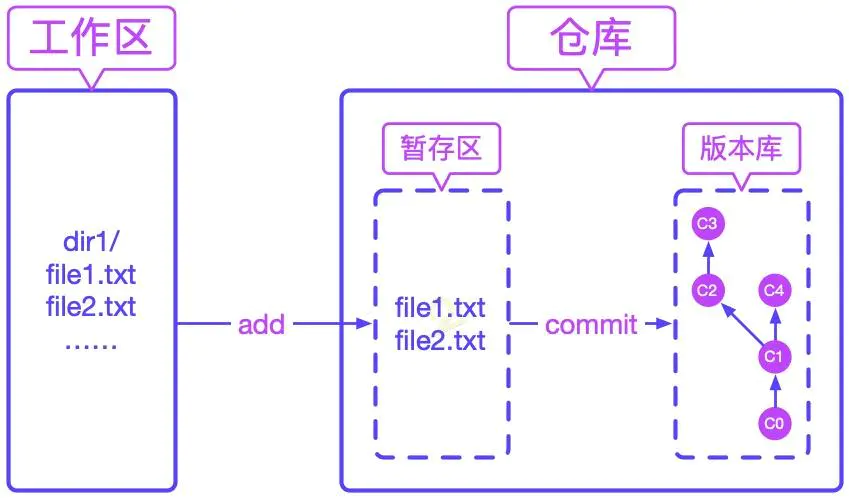 工作区
仓库
暂存区
版本库
dir1/
file1.txt
file2.txt
……
add
file1.txt
file2.txt
commit
C3
C2
C4
C1
C0